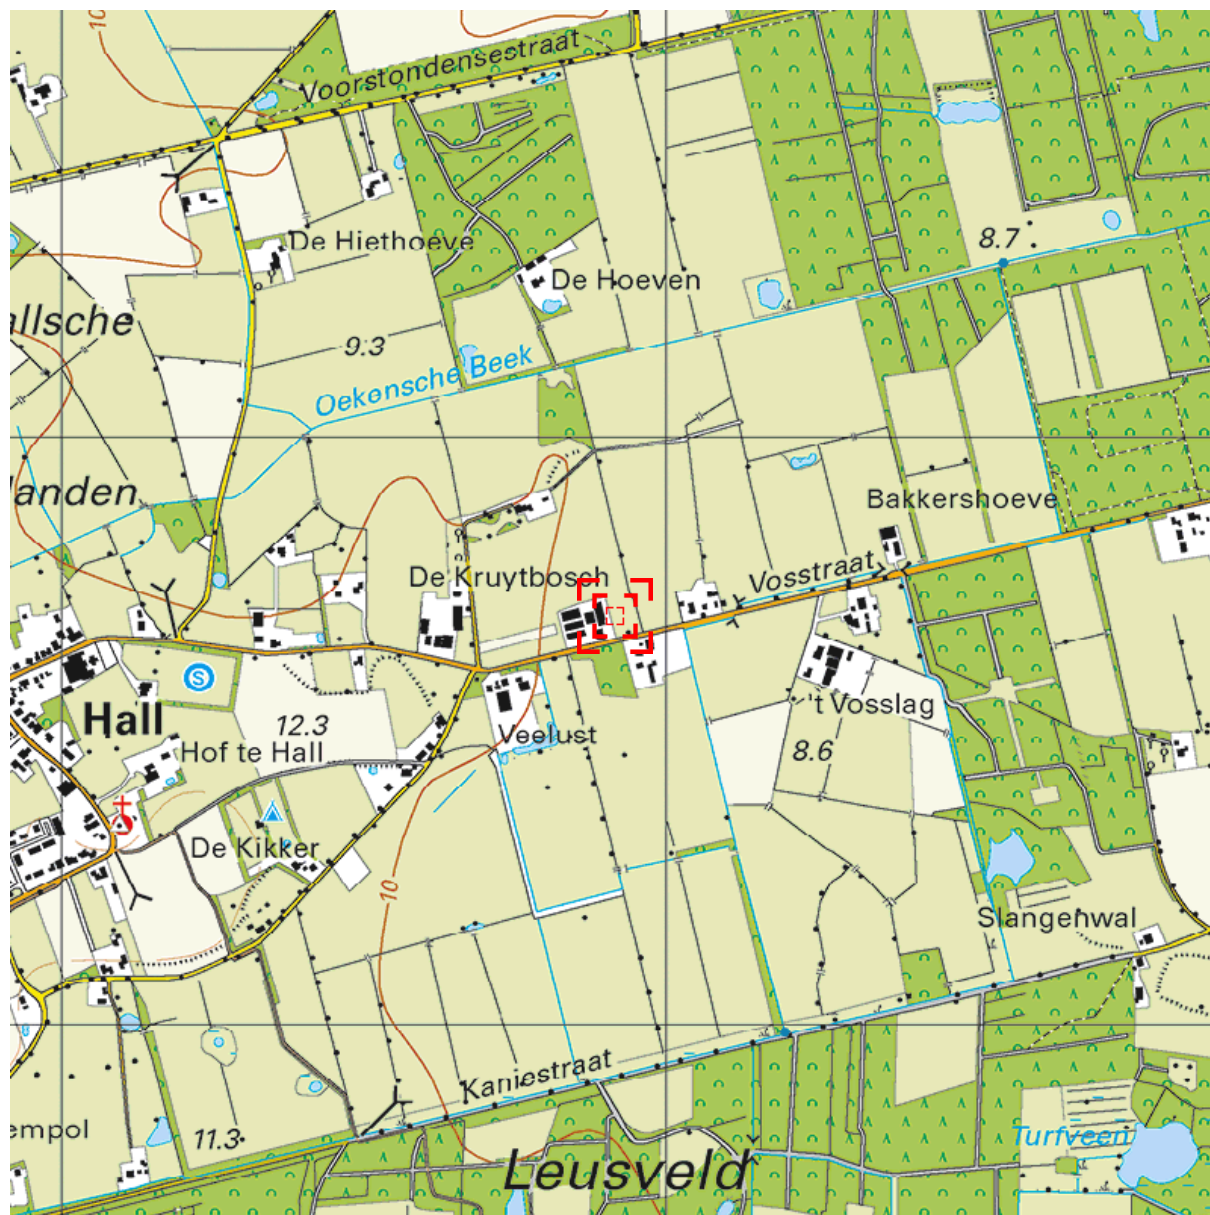 10
Voorstondensestraat
De Hiethoeve
8.7
De Hoeven
allsche
9.3
Oekensche Beek
landen
Bakkershoeve
De Kruytbosch
Vosstraat
S
Hall
12.3
't Vosslag
Veelust
Hof te Hall
8.6
De Kikker
10
Slangenwal
Kaniestraat
empol
11.3
Turfveen
Leusveld